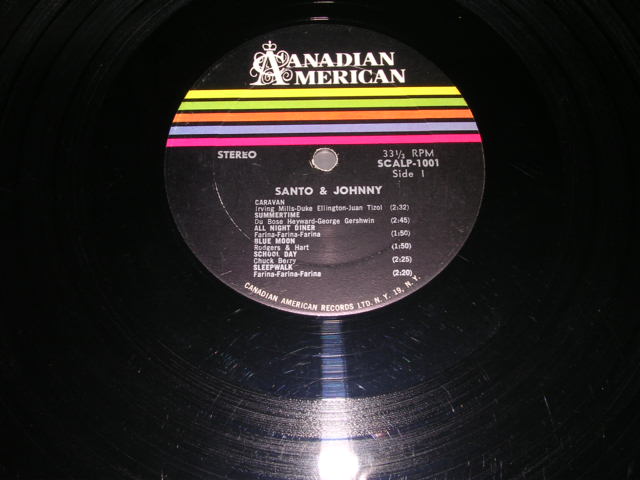 CANADIAN
AMERICAN
STEREO
33⅓ RPM
SCALP-1001
Side 1
SANTO & JOHNNY
CARAVAN
Irving Mills-Duke Ellington-Juan Tizol (2:32)
SUMMERTIME
Du Bose Heyward-George Gershwin (2:45)
ALL NIGHT DINER
Farina-Farina-Farina (1:50)
BLUE MOON
Rodgers & Hart (1:50)
SCHOOL DAY
Chuck Berry (2:25)
SLEEPWALK
Farina-Farina-Farina (2:20)
CANADIAN AMERICAN RECORDS LTD. N.Y. 19, N.Y.